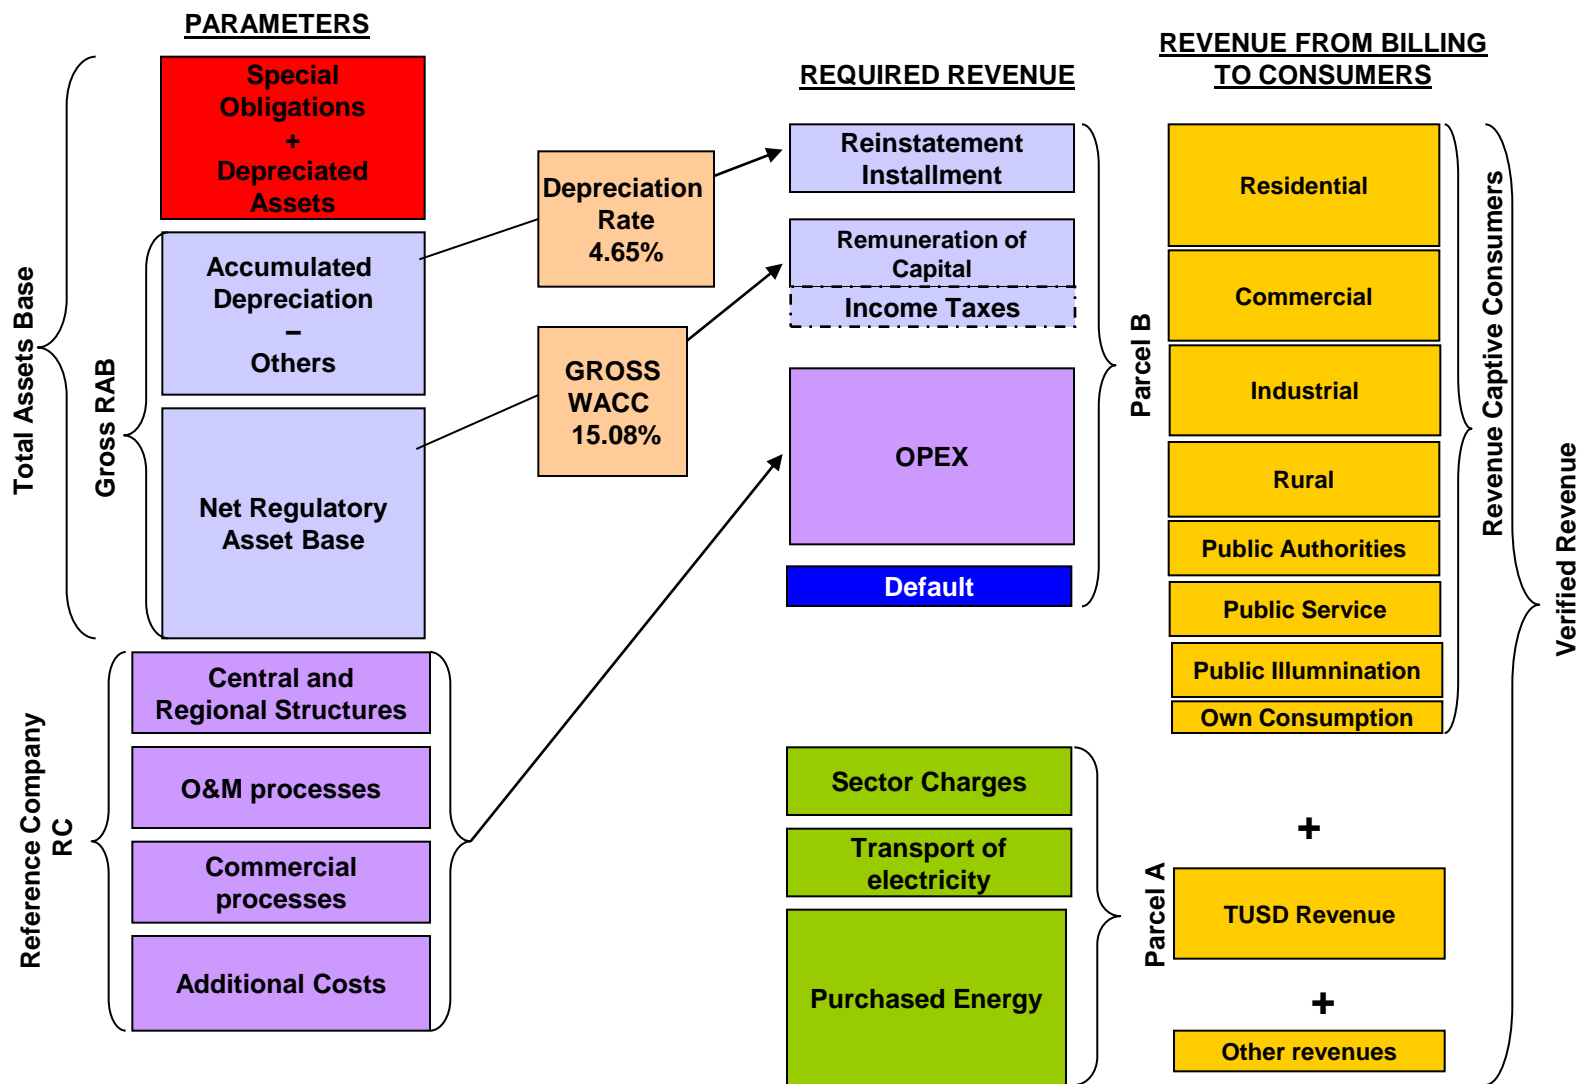 PARAMETERS
Special
Obligations
+
Depreciated
Assets
Accumulated
Depreciation
–
Others
Net Regulatory
Asset Base
Total Assets Base
Gross RAB
Central and
Regional Structures
O&M processes
Commercial
processes
Additional Costs
Reference Company
RC
Depreciation
Rate
4.65%
GROSS
WACC
15.08%
REQUIRED REVENUE
Reinstatement
Installment
Remuneration of
Capital
Income Taxes
OPEX
Default
Parcel B
Sector Charges
Transport of
electricity
Purchased Energy
Parcel A
REVENUE FROM BILLING
TO CONSUMERS
Residential
Commercial
Industrial
Rural
Public Authorities
Public Service
Public Illumnination
Own Consumption
Revenue Captive Consumers
+
TUSD Revenue
+
Other revenues
Verified Revenue